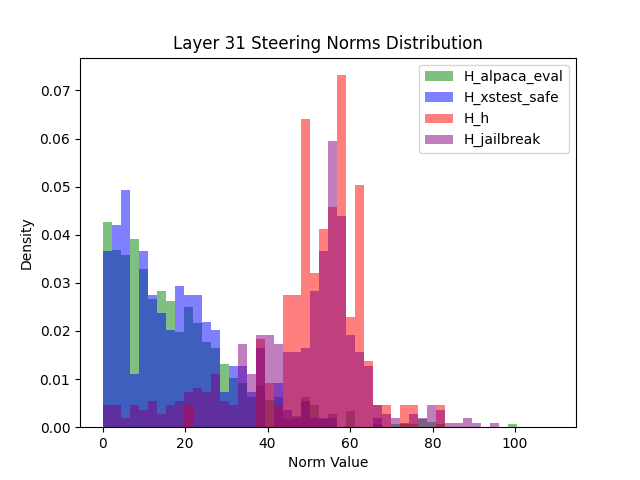 Layer 31 Steering Norms Distribution
H_alpaca_eval
H_xstest_safe
H_h
H_jailbreak
Density
0.07
0.06
0.05
0.04
0.03
0.02
0.01
0.00
0 20 40 60 80 100
Norm Value